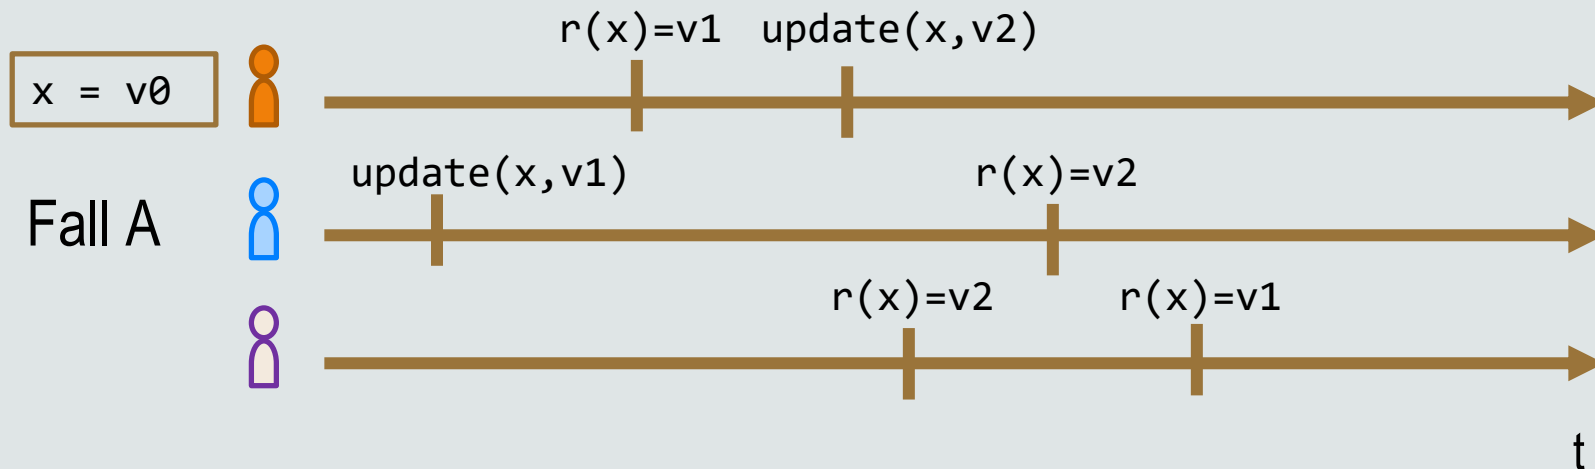 r(x)=v1 update(x,v2)
x = v0
update(x,v1) r(x)=v2
Fall A
r(x)=v2 r(x)=v1
t